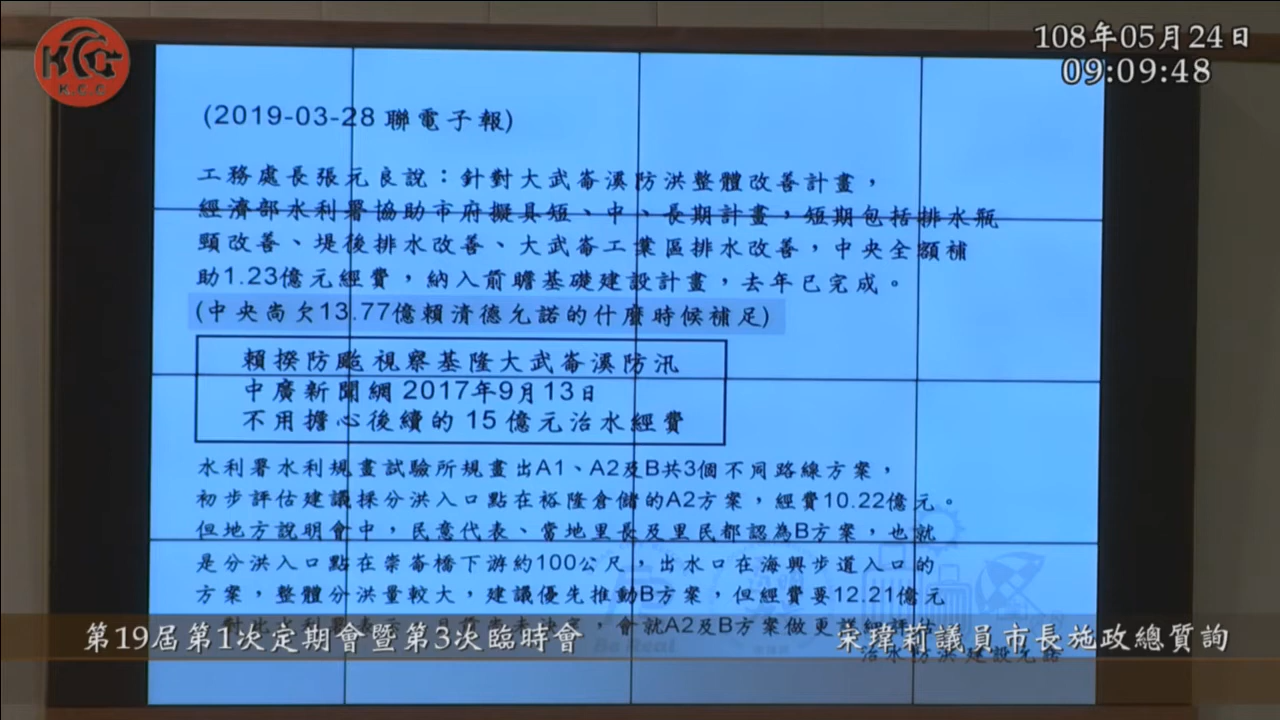 KCC
K.C.C.
108年05月24日
09:09:48
(2019-03-28 聯電子報)
工務處長張元良說：針對大武崙溪防洪整體改善計畫，
經濟部水利署協助市府擬具短、中、長期計畫，短期包括排水瓶
頸改善、堤後排水改善、大武崙工業區排水改善，中央全額補
助1.23億元經費，納入前瞻基礎建設計畫，去年已完成。
(中央尚欠13.77億賴清德允諾的什麼時候補足)
賴揆防颱視察基隆大武崙溪防汛
中廣新聞網 2017年9月13日
不用擔心後續的 15 億元治水經費
水利署水利規畫試驗所規畫出A1、A2及B共3個不同路線方案，
初步評估建議採分洪入口點在裕隆倉儲的A2方案，經費10.22億元。
但地方說明會中，民意代表、當地里長及里民都認為B方案，也就
是分洪入口點在崇崙橋下游約100公尺，出水口在海興步道入口的
方案，整體分洪量較大，建議優先推動B方案，但經費要12.21億元
會就A2及B方案做更詳細評估
Be Real
治水防洪建設允諾
第19屆第1次定期會暨第3次臨時會
宋瑋莉議員市長施政總質詢